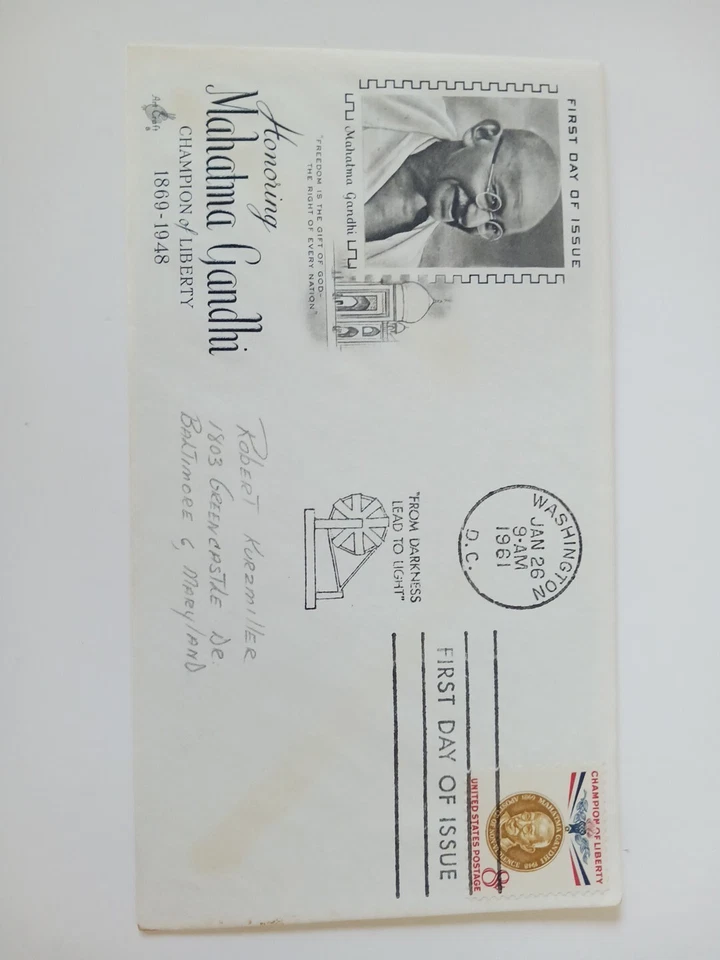 FIRST DAY OF ISSUE
Mahatma Gandhi
"FREEDOM IS THE GIFT OF GOD-
THE RIGHT OF EVERY NATION"
Honoring
Mahatma Gandhi
CHAMPION of LIBERTY
1869-1948
ArtCraft
WASHINGTON
JAN 26
9-AM
1961
D.C.
"FROM DARKNESS
LEAD TO LIGHT"
FIRST DAY OF ISSUE
CHAMPION OF LIBERTY
MAHATMA GANDHI
8c
UNITED STATES POSTAGE
ROBERT KURZMILLER
1803 GREENCASTLE DR.
BALTIMORE 6, MARYLAND